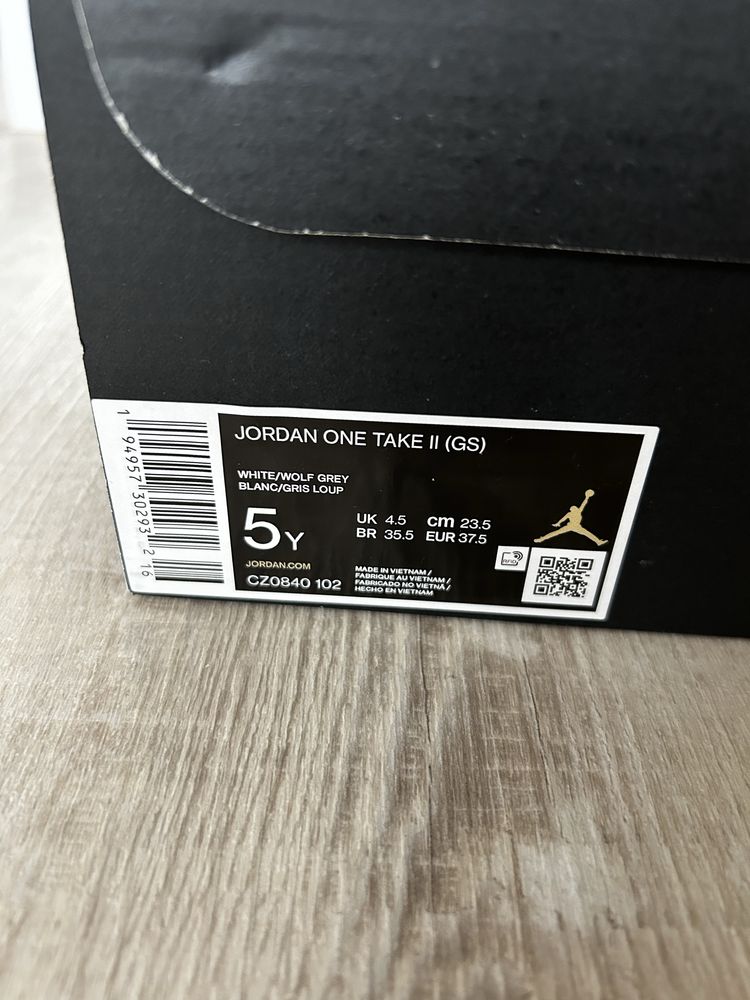 JORDAN ONE TAKE II (GS)
WHITE/WOLF GREY
BLANC/GRIS LOUP
5Y
UK 4.5 cm 23.5
BR 35.5 EUR 37.5
JORDAN.COM
CZ0840 102
MADE IN VIETNAM /
FABRIQUE AU VIETNAM /
FABRICADO NO VIETNÃ /
HECHO EN VIETNAM
RFID
1 94957 30293 2 16